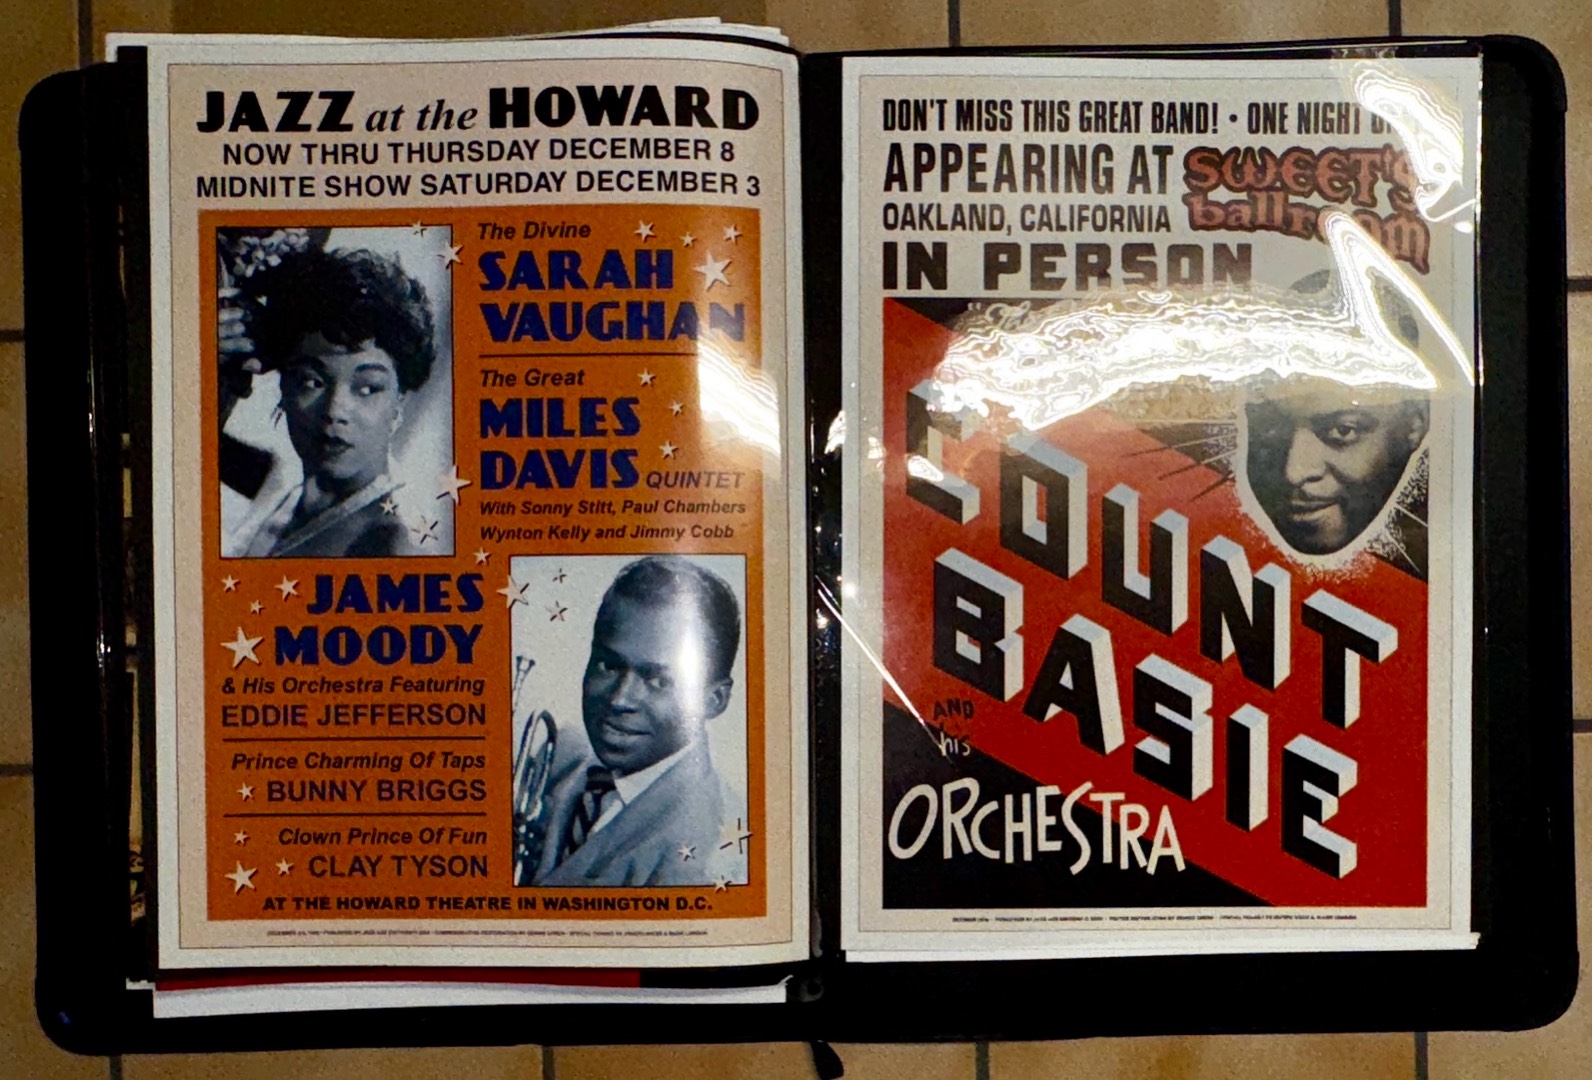 JAZZ at the HOWARD
NOW THRU THURSDAY DECEMBER 8
MIDNITE SHOW SATURDAY DECEMBER 3
The Divine
SARAH
VAUGHAN
The Great
MILES
DAVIS QUINTET
With Sonny Stitt, Paul Chambers
Wynton Kelly and Jimmy Cobb
JAMES
MOODY
& His Orchestra Featuring
EDDIE JEFFERSON
Prince Charming Of Taps
BUNNY BRIGGS
Clown Prince Of Fun
CLAY TYSON
AT THE HOWARD THEATRE IN WASHINGTON D.C.
DON'T MISS THIS GREAT BAND! • ONE NIGHT
APPEARING AT SWEET'S
OAKLAND, CALIFORNIA ballroom
IN PERSON
COUNT
BASIE
AND
his
ORCHESTRA